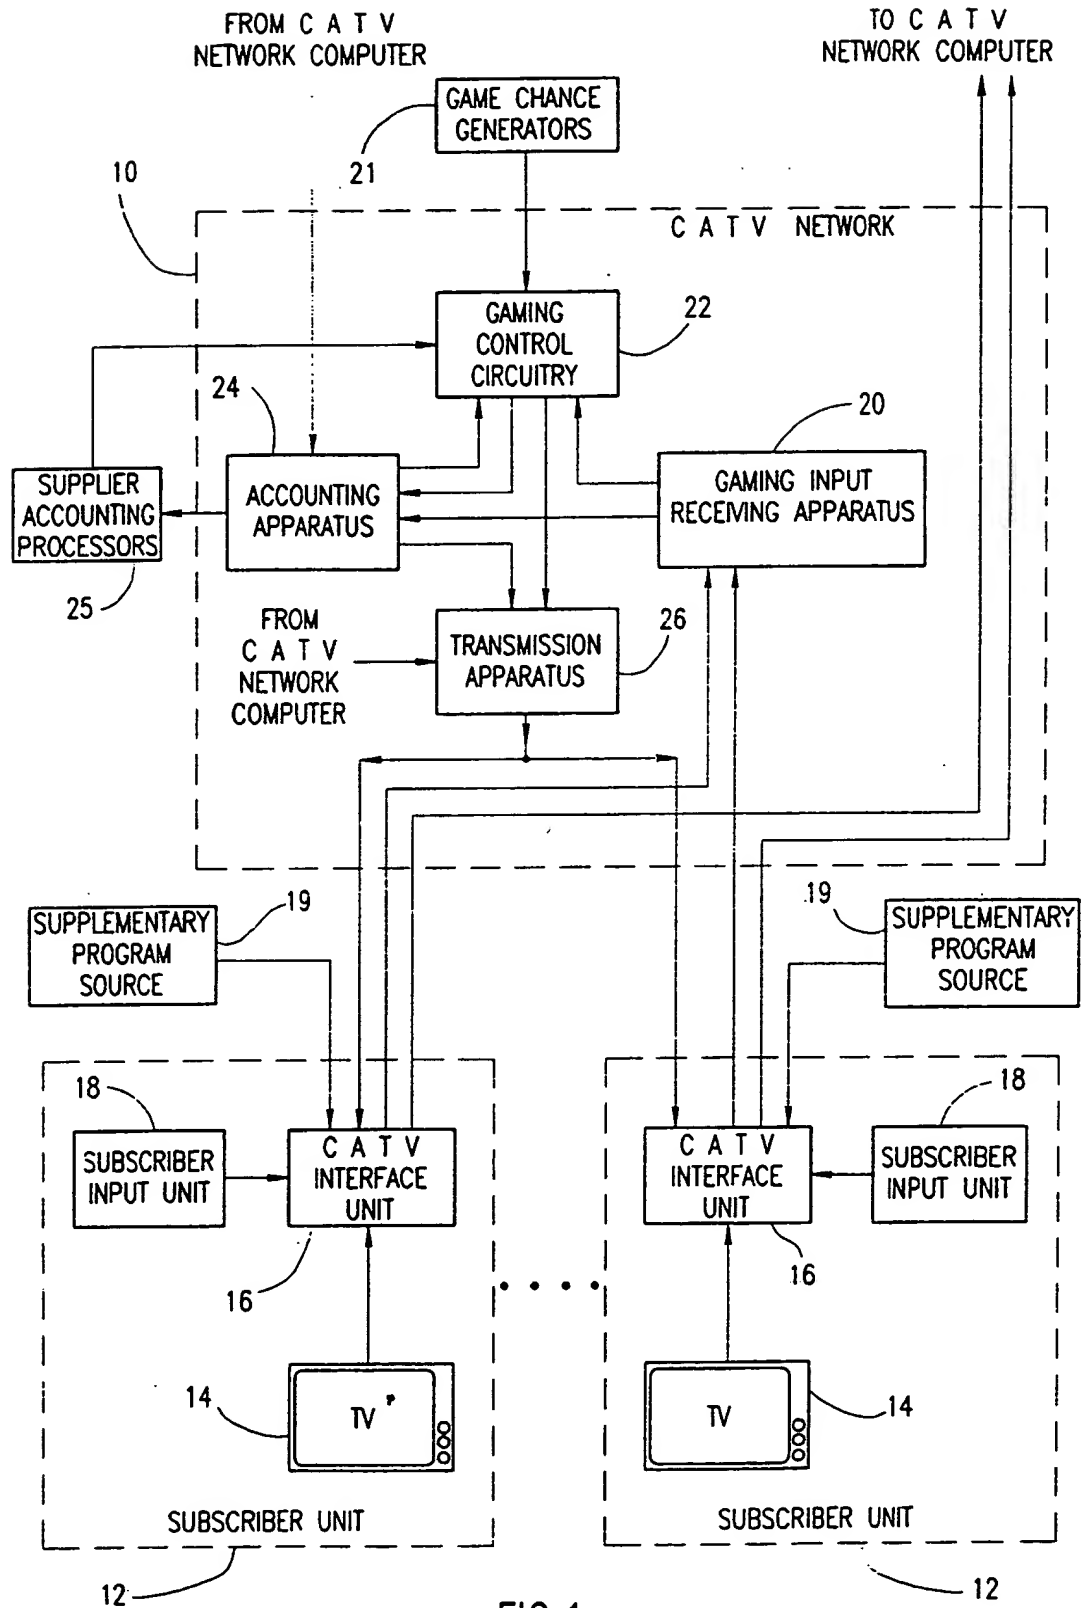 FROM C A T V
NETWORK COMPUTER
TO C A T V
NETWORK COMPUTER
GAME CHANCE
GENERATORS
21
10
C A T V NETWORK
GAMING
CONTROL
CIRCUITRY
22
24
20
SUPPLIER
ACCOUNTING
PROCESSORS
25
ACCOUNTING
APPARATUS
GAMING INPUT
RECEIVING APPARATUS
FROM
C A T V
NETWORK
COMPUTER
TRANSMISSION
APPARATUS
26
SUPPLEMENTARY
PROGRAM
SOURCE
19
19
SUPPLEMENTARY
PROGRAM
SOURCE
18
SUBSCRIBER
INPUT UNIT
C A T V
INTERFACE
UNIT
16
C A T V
INTERFACE
UNIT
16
18
SUBSCRIBER
INPUT UNIT
14
TV
TV
14
SUBSCRIBER UNIT
12
SUBSCRIBER UNIT
12